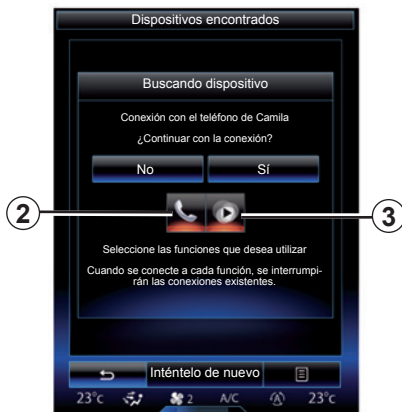 Dispositivos encontrados
Buscando dispositivo
Conexión con el teléfono de Camila
¿Continuar con la conexión?
No
Sí
2
3
Seleccione las funciones que desea utilizar
Cuando se conecte a cada función, se interrumpi-
rán las conexiones existentes.
Inténtelo de nuevo
23°c
2
A/C
A
23°c